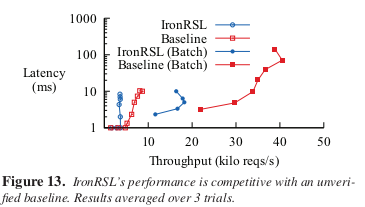 1000
IronRSL
Baseline
IronRSL (Batch)
Baseline (Batch)
100
Latency
(ms)
10
1
10
20
30
40
50
Throughput (kilo reqs/s)
Figure 13. IronRSL's performance is competitive with an unveri-
fied baseline. Results averaged over 3 trials.